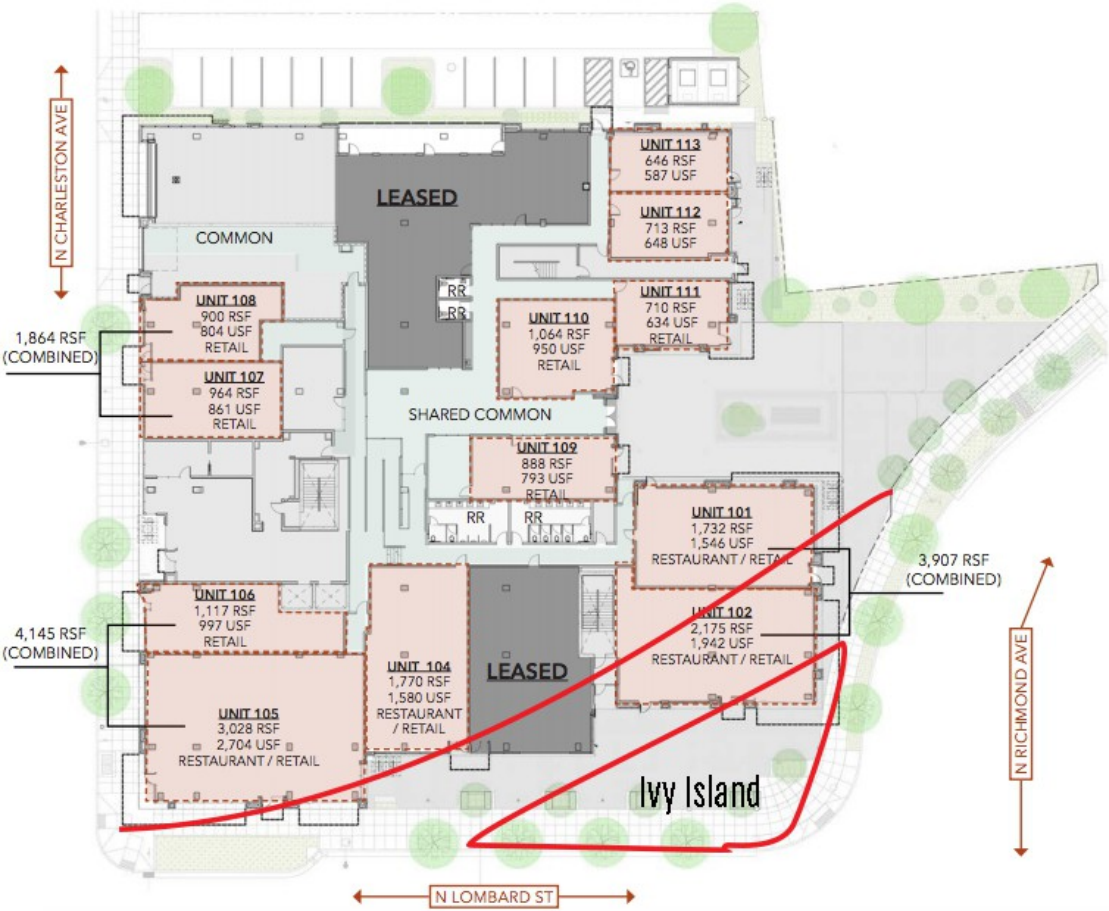 N CHARLESTON AVE
LEASED
UNIT 113
646 RSF
587 USF
UNIT 112
713 RSF
648 USF
COMMON
RR
RR
UNIT 108
900 RSF
804 USF
RETAIL
UNIT 111
710 RSF
634 USF
RETAIL
UNIT 110
1,064 RSF
950 USF
RETAIL
1,864 RSF
(COMBINED)
UNIT 107
964 RSF
861 USF
RETAIL
SHARED COMMON
UNIT 109
888 RSF
793 USF
RETAIL
RR
RR
UNIT 101
1,732 RSF
1,546 USF
RESTAURANT / RETAIL
3,907 RSF
(COMBINED)
UNIT 106
1,117 RSF
997 USF
RETAIL
UNIT 102
2,175 RSF
1,942 USF
RESTAURANT / RETAIL
4,145 RSF
(COMBINED)
UNIT 104
1,770 RSF
1,580 USF
RESTAURANT
/ RETAIL
LEASED
UNIT 105
3,028 RSF
2,704 USF
RESTAURANT / RETAIL
N RICHMOND AVE
Ivy Island
N LOMBARD ST